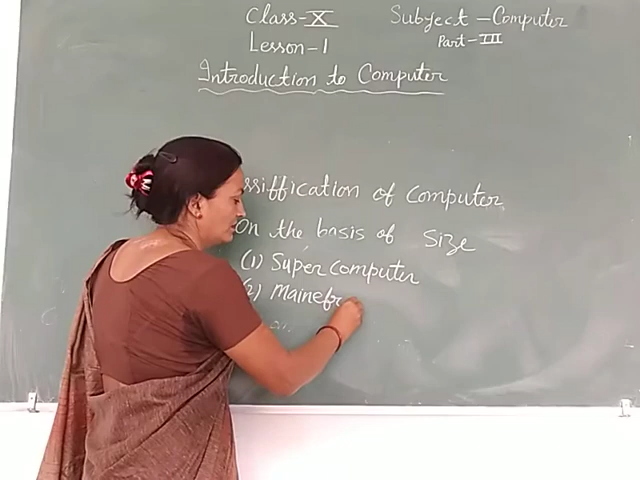 Class-X Subject-Computer
Lesson-1 Part-III
Introduction to Computer
ssiffication of Computer
On the basis of Size
(1) Super computer
(2) Mainefr